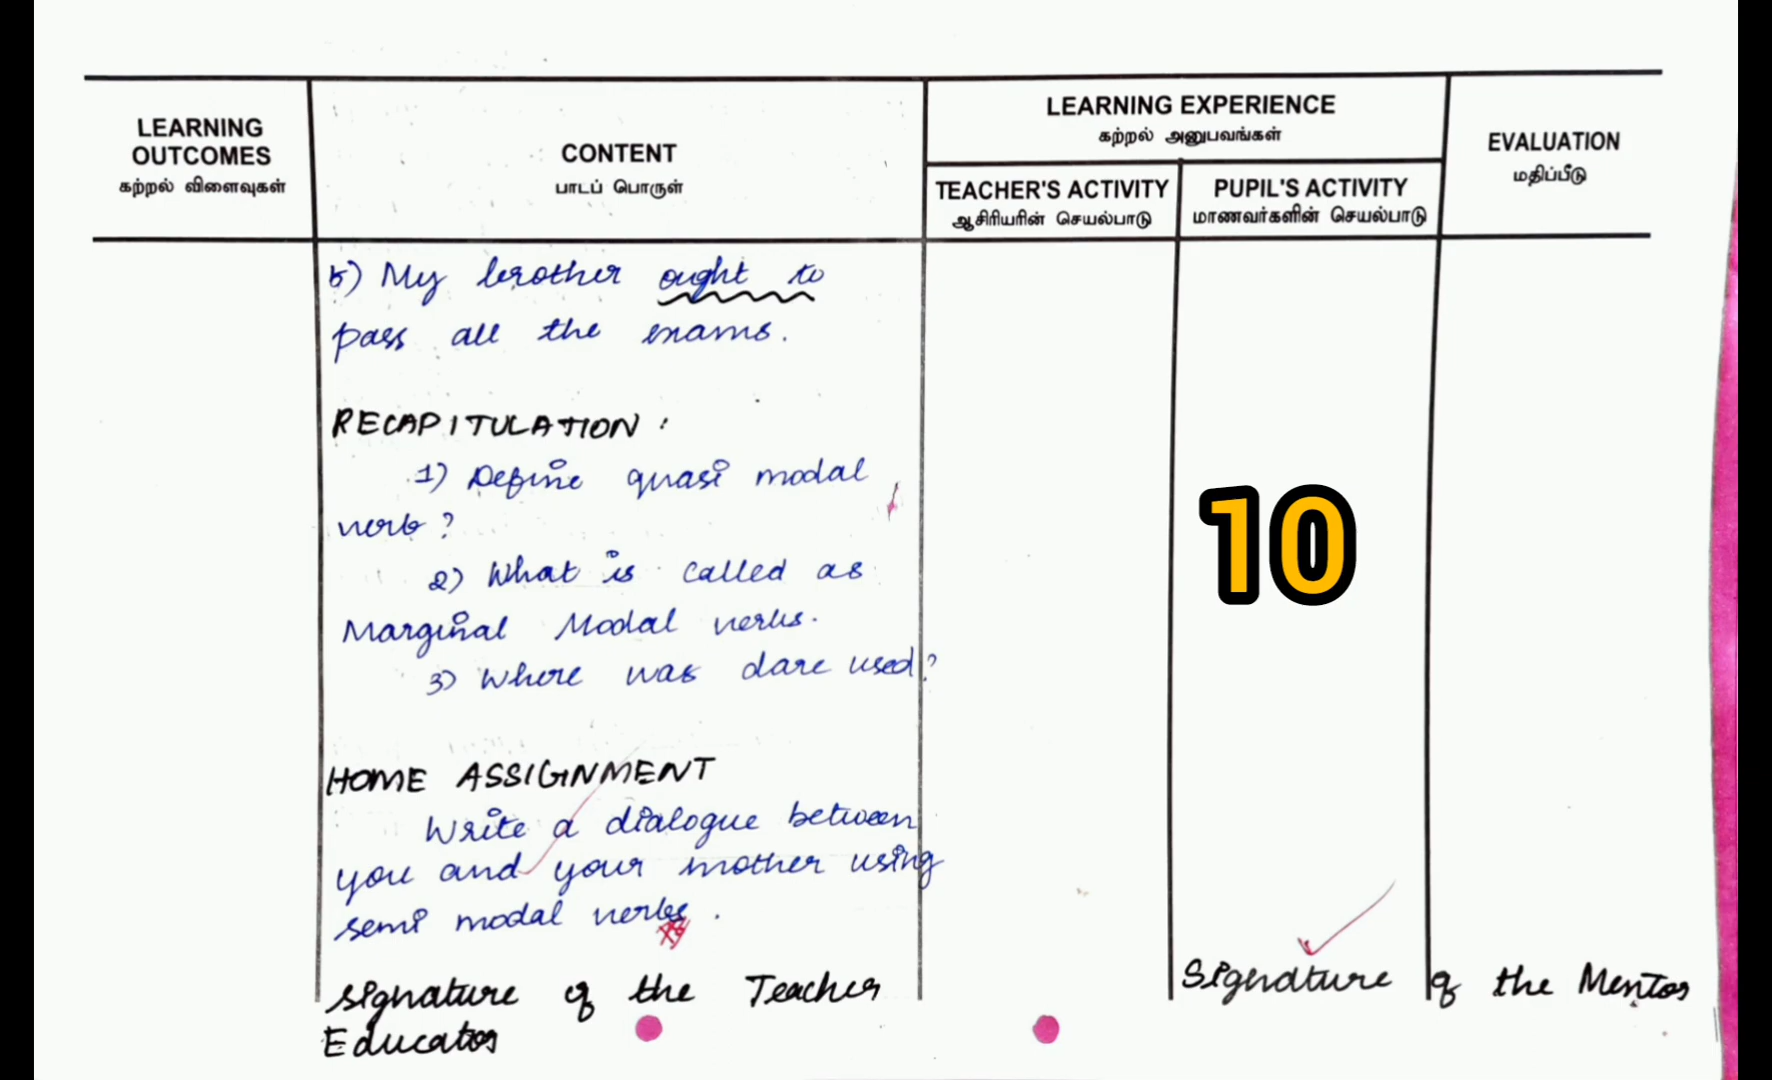 LEARNING
OUTCOMES
கற்றல் விளைவுகள்
CONTENT
பாடப் பொருள்
LEARNING EXPERIENCE
கற்றல் அனுபவங்கள்
TEACHER'S ACTIVITY
ஆசிரியரின் செயல்பாடு
PUPIL'S ACTIVITY
மாணவர்களின் செயல்பாடு
EVALUATION
மதிப்பீடு
5) My brother ought to
pass all the exams.
RECAPITULATION :
1) Define quasi modal
verb ?
2) What is called as
Marginal Modal verbs.
3) Where was dare used ?
10
HOME ASSIGNMENT
Write a dialogue between
you and your mother using
semi modal verbs .
Signature of the Teacher
Educator
Signature of the Mentor